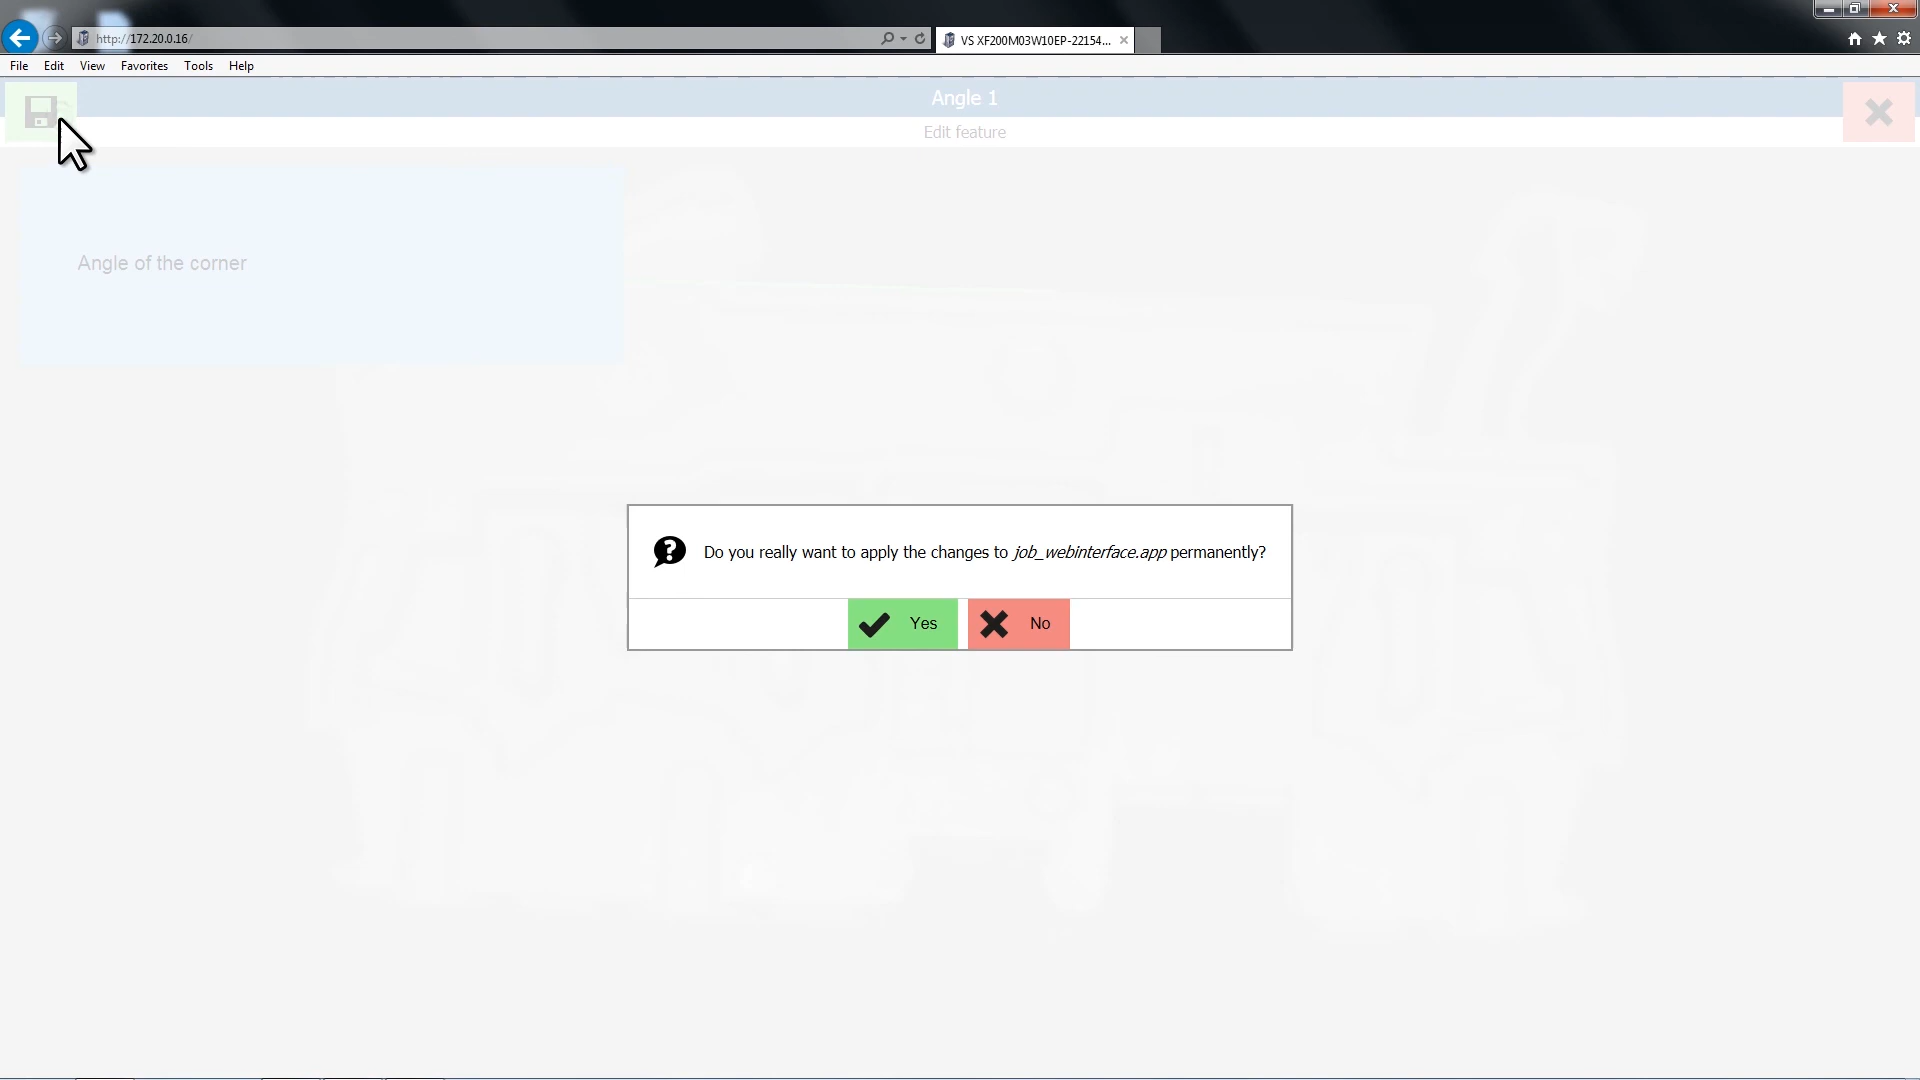 http://172.20.0.16/
VS XF200M03W10EP-22154...
File Edit View Favorites Tools Help
Angle 1
Edit feature
Angle of the corner
Do you really want to apply the changes to job_webinterface.app permanently?
Yes
No